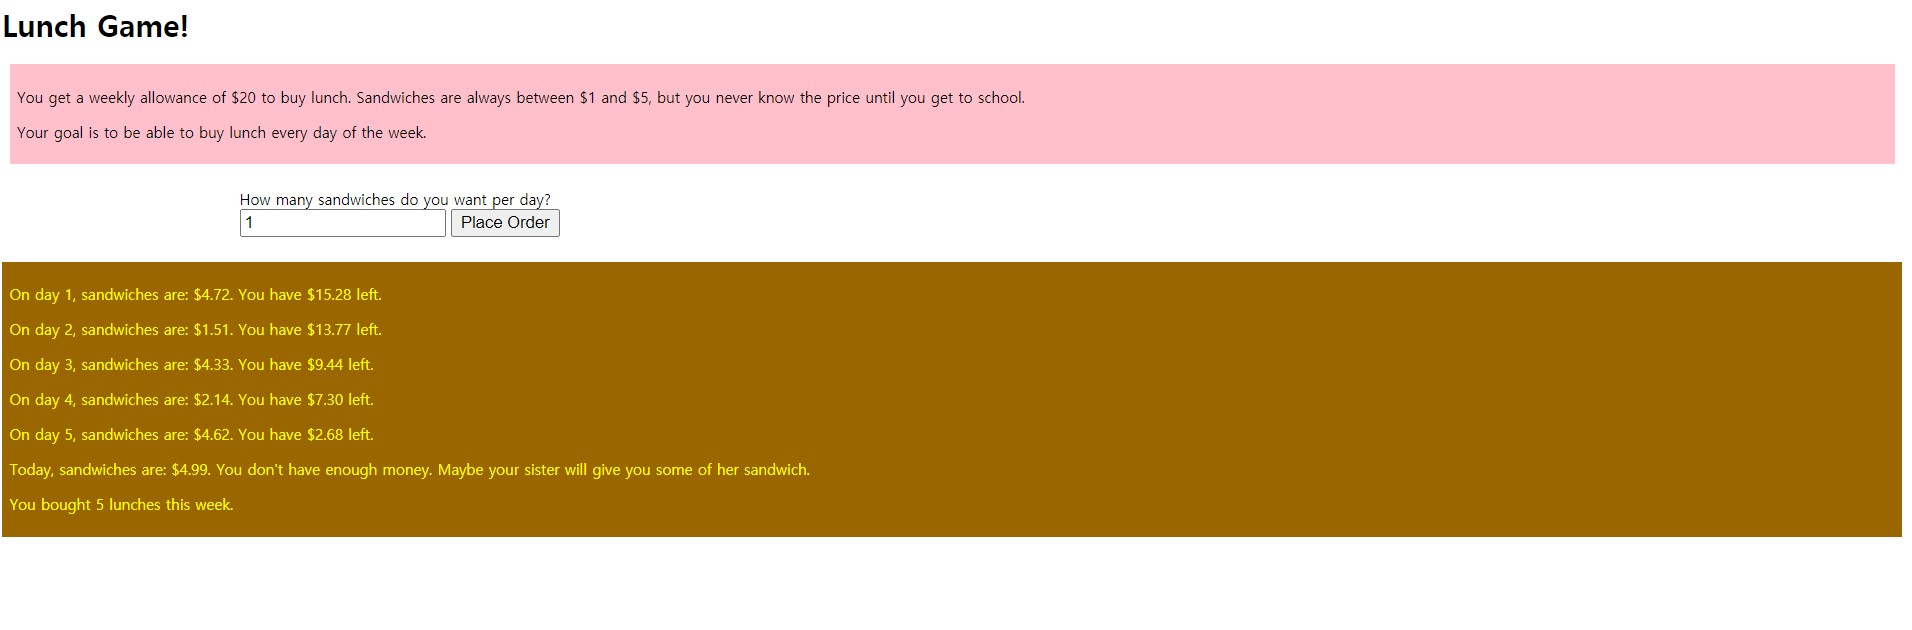 Lunch Game!
You get a weekly allowance of $20 to buy lunch. Sandwiches are always between $1 and $5, but you never know the price until you get to school.
Your goal is to be able to buy lunch every day of the week.
How many sandwiches do you want per day?
1 Place Order
On day 1, sandwiches are: $4.72. You have $15.28 left.
On day 2, sandwiches are: $1.51. You have $13.77 left.
On day 3, sandwiches are: $4.33. You have $9.44 left.
On day 4, sandwiches are: $2.14. You have $7.30 left.
On day 5, sandwiches are: $4.62. You have $2.68 left.
Today, sandwiches are: $4.99. You don't have enough money. Maybe your sister will give you some of her sandwich.
You bought 5 lunches this week.